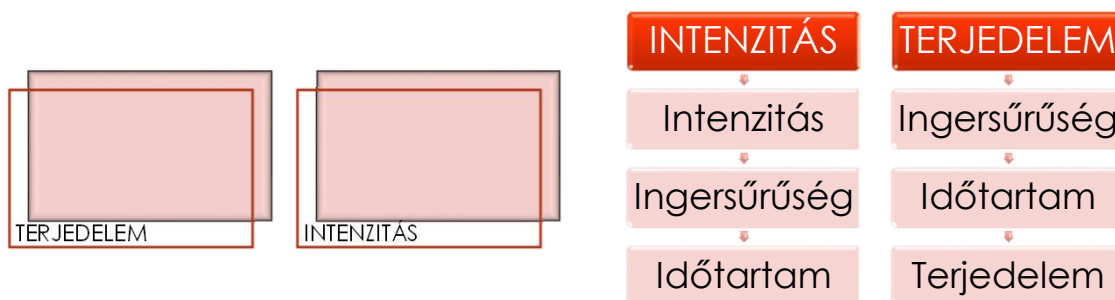 TERJEDELEM
INTENZITÁS
INTENZITÁS
Intenzitás
Ingersűrűség
Időtartam
TERJEDELEM
Ingersűrűség
Időtartam
Terjedelem